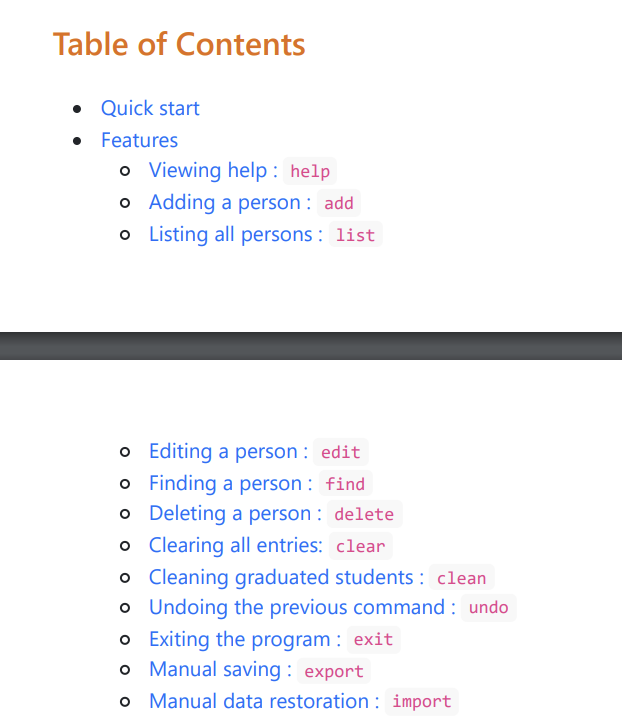 Table of Contents
Quick start
Features
Viewing help : help
Adding a person : add
Listing all persons : list
Editing a person : edit
Finding a person : find
Deleting a person : delete
Clearing all entries: clear
Cleaning graduated students : clean
Undoing the previous command : undo
Exiting the program : exit
Manual saving : export
Manual data restoration : import